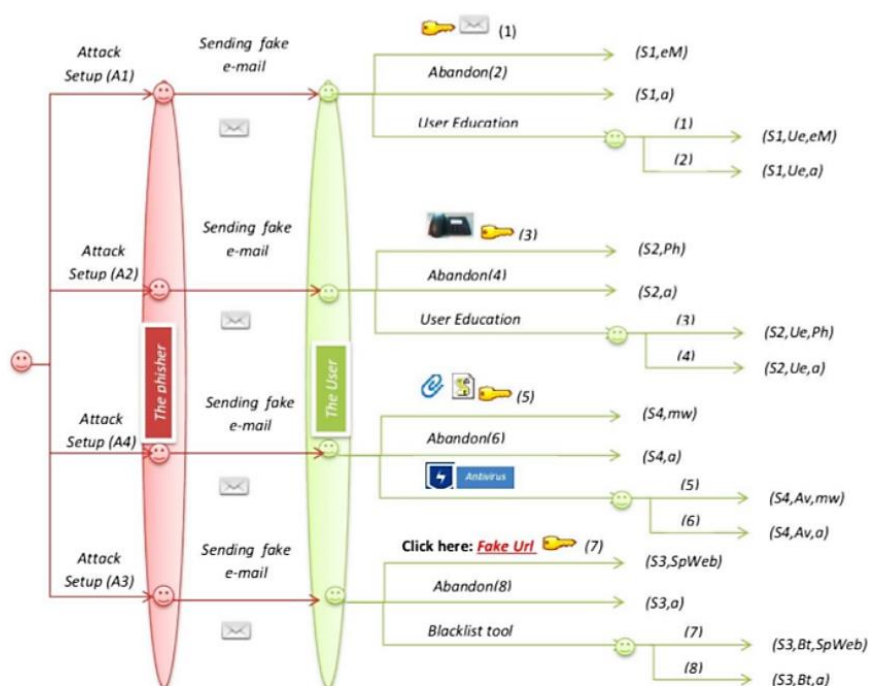 (1)
Attack
Setup (A1)
Sending fake
e-mail
(S1,eM)
Abandon(2)
(S1,a)
User Education
(1)
(S1,Ue,eM)
(2)
(S1,Ue,a)
Attack
Setup (A2)
Sending fake
e-mail
(3)
(S2,Ph)
Abandon(4)
(S2,a)
User Education
(3)
(S2,Ue,Ph)
(4)
(S2,Ue,a)
The phisher
The User
Attack
Setup (A4)
Sending fake
e-mail
(5)
(S4,mw)
Abandon(6)
(S4,a)
Antivirus
(5)
(S4,Av,mw)
(6)
(S4,Av,a)
Attack
Setup (A3)
Sending fake
e-mail
Click here: Fake Url (7)
(S3,SpWeb)
Abandon(8)
(S3,a)
Blacklist tool
(7)
(S3,Bt,SpWeb)
(8)
(S3,Bt,a)